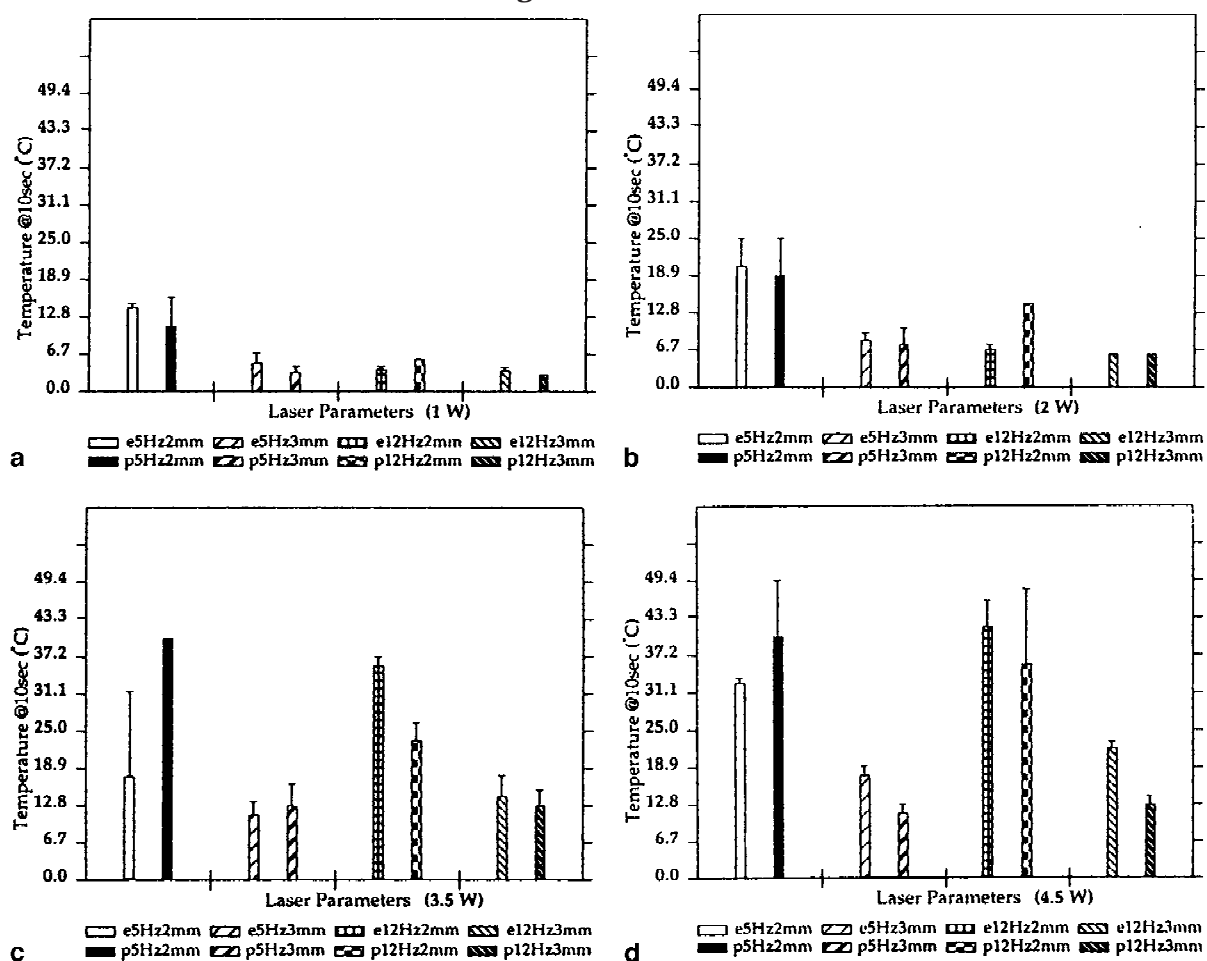 49.4
43.3
37.2
31.1
25.0
18.9
12.8
6.7
0.0
Temperature @10sec (˚C)
Laser Parameters (1 W)
e5Hz2mm e5Hz3mm e12Hz2mm e12Hz3mm
p5Hz2mm p5Hz3mm p12Hz2mm p12Hz3mm
a
49.4
43.3
37.2
31.1
25.0
18.9
12.8
6.7
0.0
Temperature @10sec (˚C)
Laser Parameters (2 W)
e5Hz2mm e5Hz3mm e12Hz2mm e12Hz3mm
p5Hz2mm p5Hz3mm p12Hz2mm p12Hz3mm
b
49.4
43.3
37.2
31.1
25.0
18.9
12.8
6.7
0.0
Temperature @10sec (˚C)
Laser Parameters (3.5 W)
e5Hz2mm e5Hz3mm e12Hz2mm e12Hz3mm
p5Hz2mm p5Hz3mm p12Hz2mm p12Hz3mm
c
49.4
43.3
37.2
31.1
25.0
18.9
12.8
6.7
0.0
Temperature @10sec (˚C)
Laser Parameters (4.5 W)
e5Hz2mm e5Hz3mm e12Hz2mm e12Hz3mm
p5Hz2mm p5Hz3mm p12Hz2mm p12Hz3mm
d